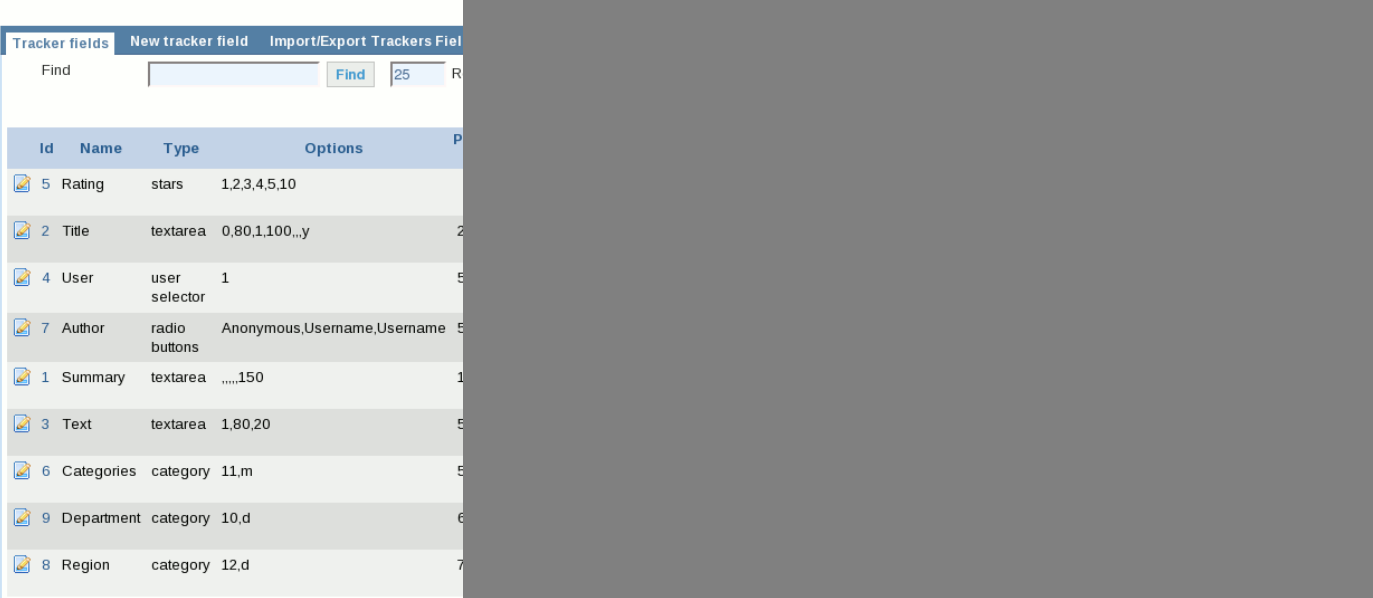 Tracker fields New tracker field Import/Export Trackers
Find Find 25
Id Name Type Options
5 Rating stars 1,2,3,4,5,10
2 Title textarea 0,80,1,100,,,y
4 User user selector 1
7 Author radio buttons Anonymous,Username,Username
1 Summary textarea ,,,,,150
3 Text textarea 1,80,20
6 Categories category 11,m
9 Department category 10,d
8 Region category 12,d